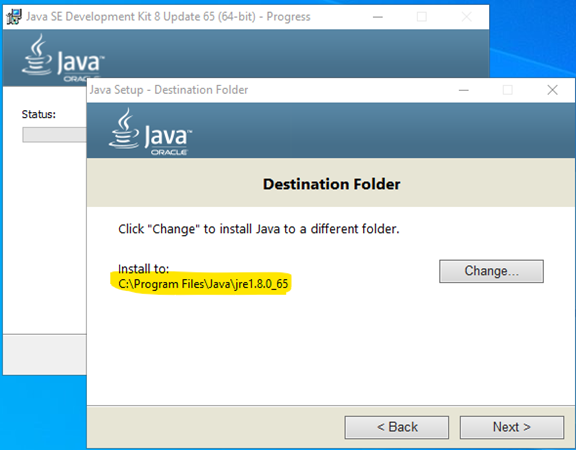 Java SE Development Kit 8 Update 65 (64-bit) - Progress
Java™
ORACLE
Status:
Java Setup - Destination Folder
Java™
ORACLE
Destination Folder
Click "Change" to install Java to a different folder.
Install to:
C:\Program Files\Java\jre1.8.0_65
Change...
< Back
Next >